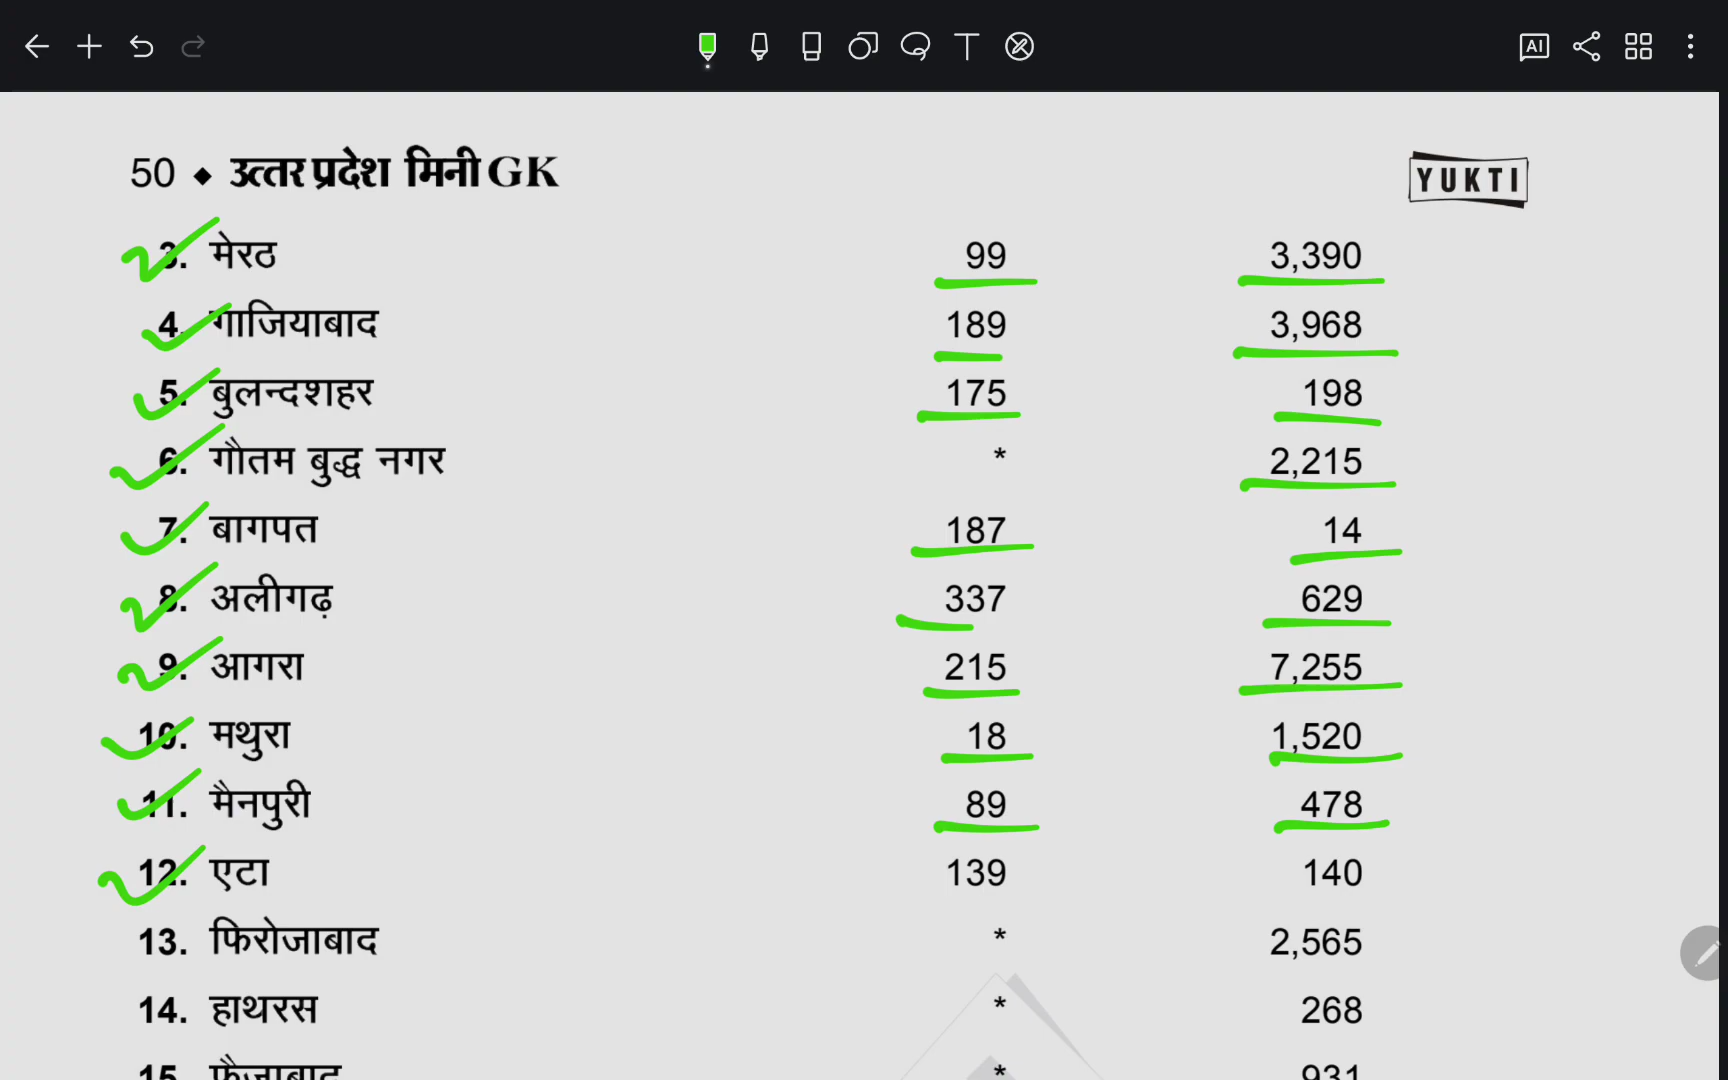 AI
50 ◆ उत्तर प्रदेश मिनी GK
YUKTI
3. मेरठ 99 3,390
4. गाजियाबाद 189 3,968
5. बुलन्दशहर 175 198
6. गौतम बुद्ध नगर * 2,215
7. बागपत 187 14
8. अलीगढ़ 337 629
9. आगरा 215 7,255
10. मथुरा 18 1,520
11. मैनपुरी 89 478
12. एटा 139 140
13. फिरोजाबाद * 2,565
14. हाथरस * 268
15. फैजाबाद * 931